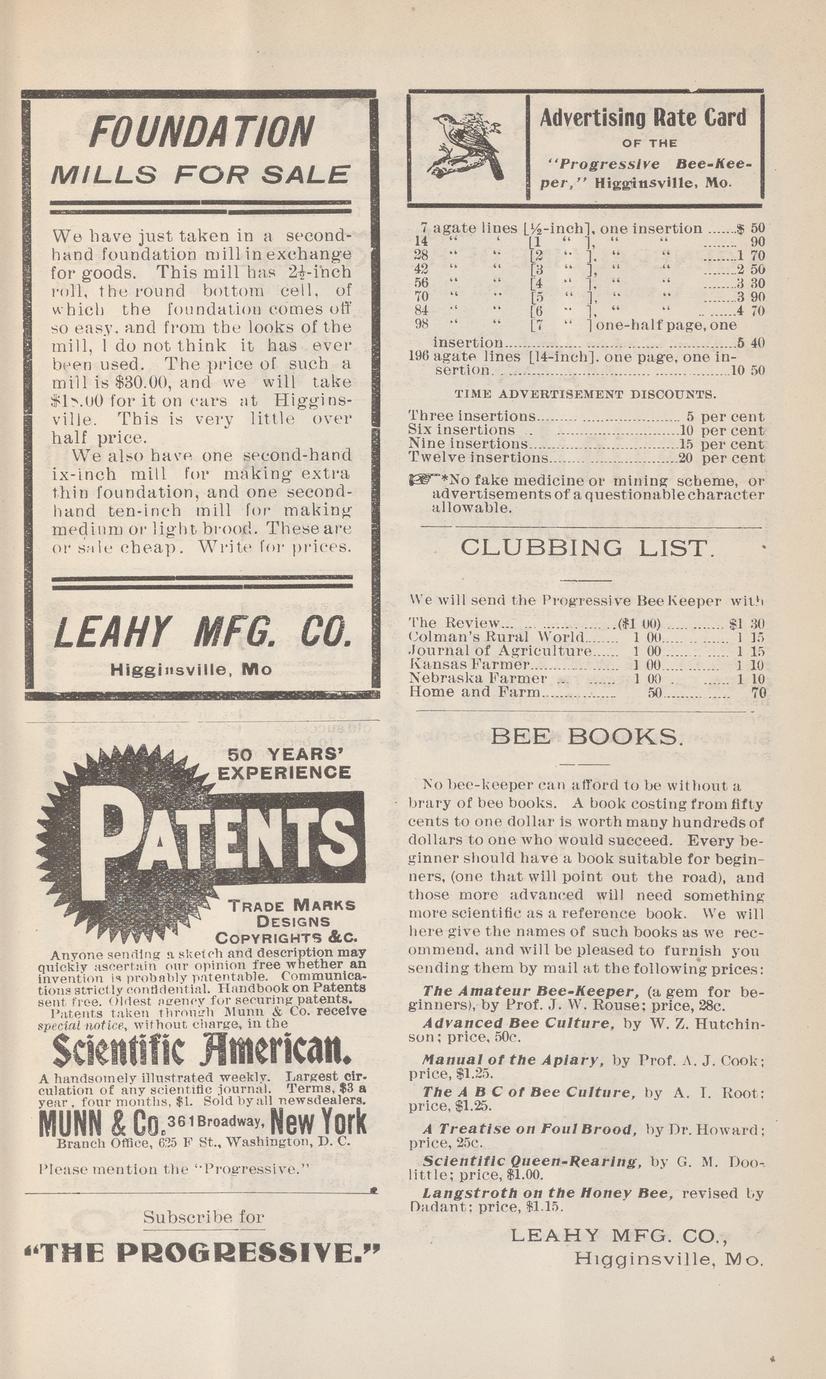 FOUNDATION
MILLS FOR SALE
We have just taken in a second-
hand foundation mill in exchange
for goods. This mill has 2½-inch
roll, the round bottom cell, of
which the foundation comes off
so easy, and from the looks of the
mill, I do not think it has ever
been used. The price of such a
mill is $30.00, and we will take
for it on cars at Higgins-
ville. This is very little over
half price.
We also have one second-hand
ix-inch mill for making extra
thin foundation, and one second-
hand ten-inch mill for making
medium or light brood. These are
or sale cheap. Write for prices.
LEAHY MFG. CO.
Higginsville, Mo
50 YEARS'
EXPERIENCE
PATENTS
TRADE MARKS
DESIGNS
COPYRIGHTS &C.
Anyone sending a sketch and description may
quickly ascertain our opinion free whether an
invention is probably patentable. Communica-
tions strictly confidential. Handbook on Patents
sent free. Oldest agency for securing patents.
Patents taken through Munn & Co. receive
special notice, without charge, in the
Scientific American.
A handsomely illustrated weekly. Largest cir-
culation of any scientific journal. Terms, $3 a
year, four months, $1. Sold by all newsdealers.
MUNN & Co. 361 Broadway, New York
Branch Office, 625 F St., Washington, D. C.
Please mention the "Progressive."
Subscribe for
"THE PROGRESSIVE."
Advertising Rate Card
OF THE
"Progressive Bee-Kee-
per," Higginsville, Mo.
7 agate lines [½-inch], one insertion ......$ 50
14 " ' [1 " ], " " ........ 90
28 " " [2 " ], " " ........1 70
42 " " [3 " ], " " ........2 50
56 " " [4 " ], " " ........3 30
70 " " [5 " ], " " ........3 90
84 " " [6 " ], " " ........4 70
98 " " [7 " ] one-half page, one
insertion..........5 40
196 agate lines [14-inch]. one page, one in-
sertion..........10 50
TIME ADVERTISEMENT DISCOUNTS.
Three insertions.......... 5 per cent
Six insertions ..........10 per cent
Nine insertions..........15 per cent
Twelve insertions..........20 per cent
☞*No fake medicine or mining scheme, or
advertisements of a questionable character
allowable.
CLUBBING LIST.
We will send the Progressive Bee Keeper with
The Review..........($1 00)..........$1 30
Colman's Rural World...... 1 00........ 1 15
Journal of Agriculture...... 1 00........ 1 15
Kansas Farmer.......... 1 00.......... 1 10
Nebraska Farmer ........ 1 00 ........ 1 10
Home and Farm.......... 50.......... 70
BEE BOOKS.
No bee-keeper can afford to be without a
brary of bee books. A book costing from fifty
cents to one dollar is worth many hundreds of
dollars to one who would succeed. Every be-
ginner should have a book suitable for begin-
ners, (one that will point out the road), and
those more advanced will need something
more scientific as a reference book. We will
here give the names of such books as we rec-
ommend, and will be pleased to furnish you
sending them by mail at the following prices:
The Amateur Bee-Keeper, (a gem for be-
ginners), by Prof. J. W. Rouse; price, 28c.
Advanced Bee Culture, by W. Z. Hutchin-
son; price, 50c.
Manual of the Apiary, by Prof. A. J. Cook;
price, $1.25.
The A B C of Bee Culture, by A. I. Root;
price, $1.25.
A Treatise on Foul Brood, by Dr. Howard;
price, 25c.
Scientific Queen-Rearing, by G. M. Doo-
little; price, $1.00.
Langstroth on the Honey Bee, revised by
Dadant; price, $1.15.
LEAHY MFG. CO.,
Higginsville, Mo.